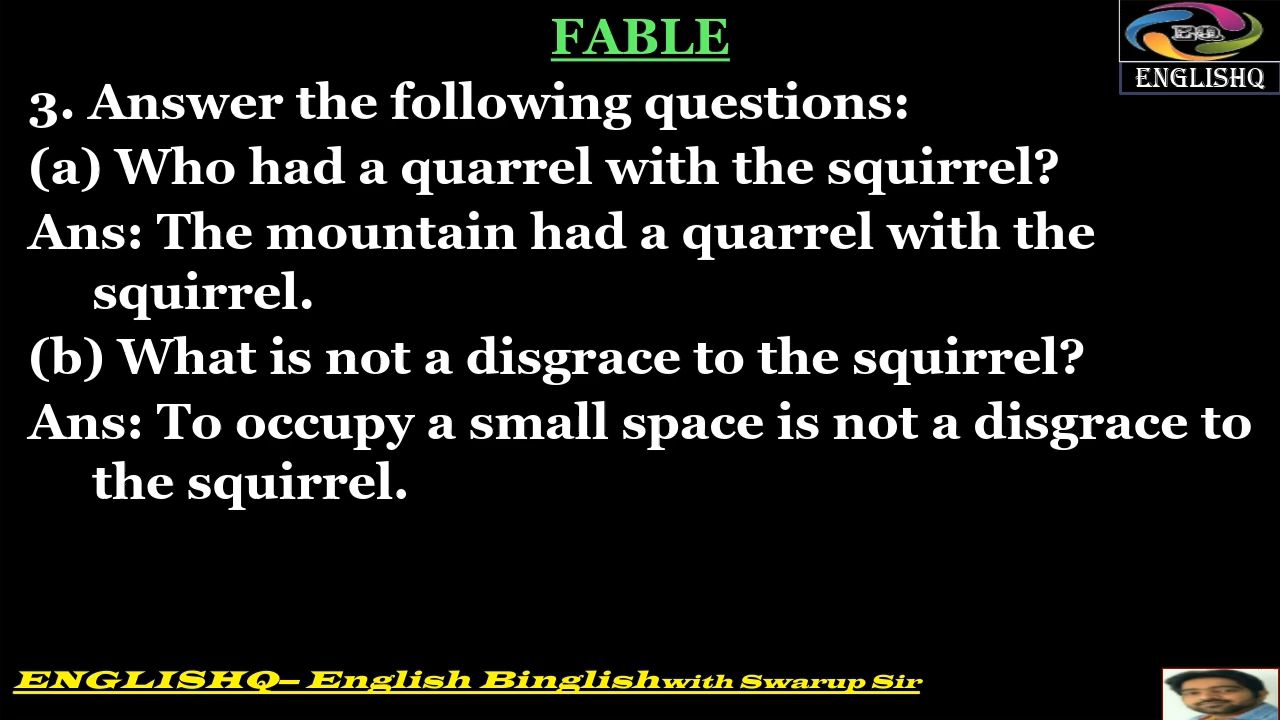 FABLE
EQ
ENGLISHQ
3. Answer the following questions:
(a) Who had a quarrel with the squirrel?
Ans: The mountain had a quarrel with the
squirrel.
(b) What is not a disgrace to the squirrel?
Ans: To occupy a small space is not a disgrace to
the squirrel.
ENGLISHQ– English Binglish with Swarup Sir